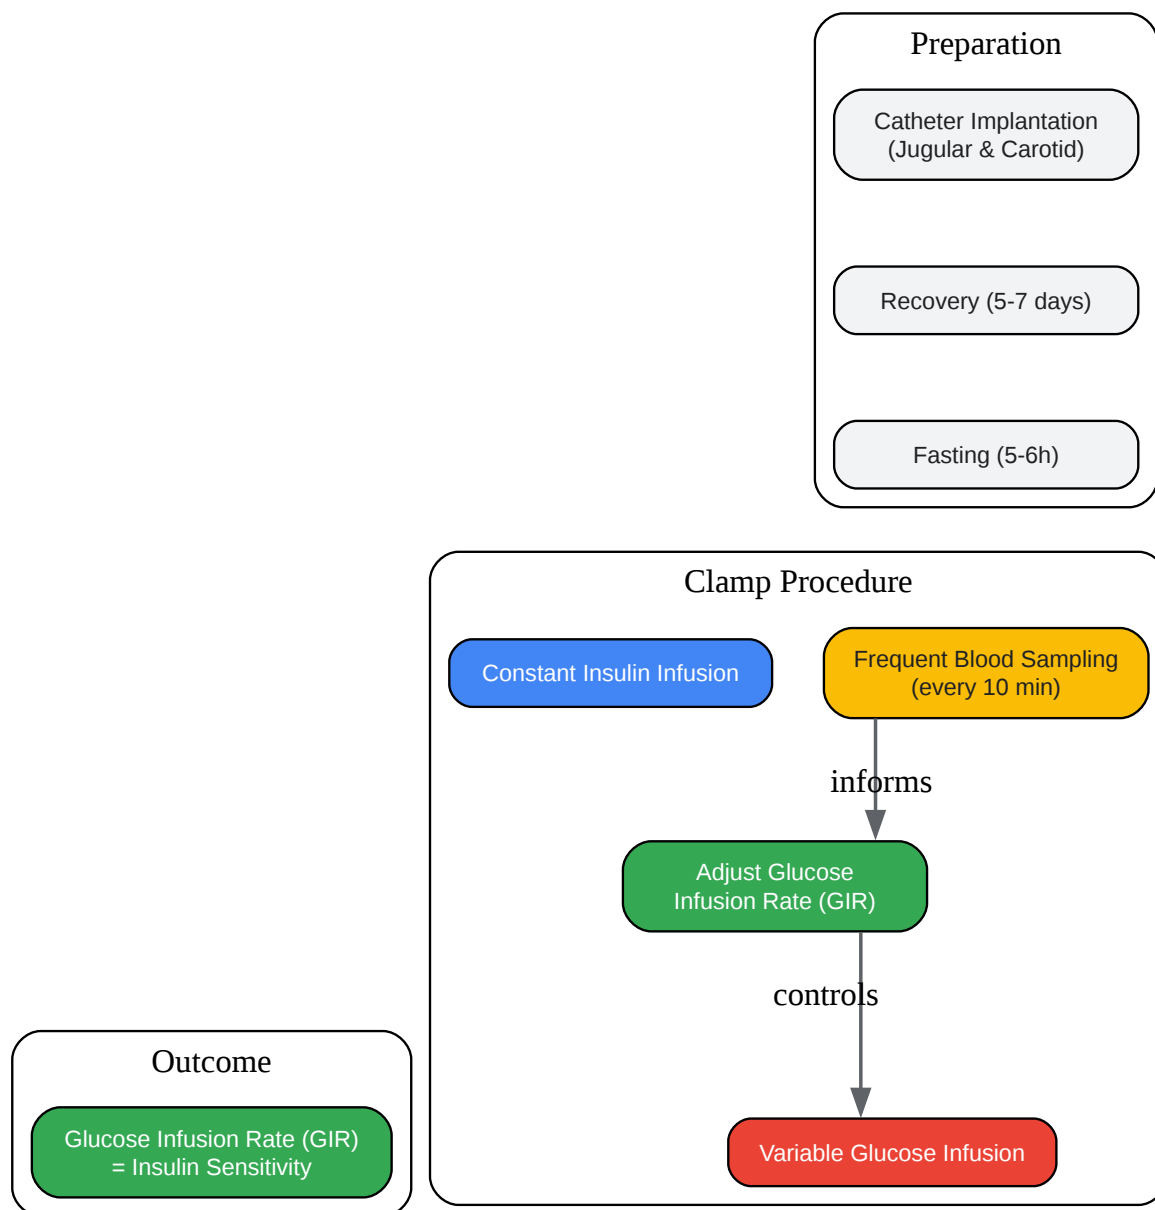 Preparation
Catheter Implantation
(Jugular & Carotid)
Recovery (5-7 days)
Fasting (5-6h)
Clamp Procedure
Constant Insulin Infusion
Frequent Blood Sampling
(every 10 min)
informs
Adjust Glucose
Infusion Rate (GIR)
controls
Variable Glucose Infusion
Outcome
Glucose Infusion Rate (GIR)
= Insulin Sensitivity